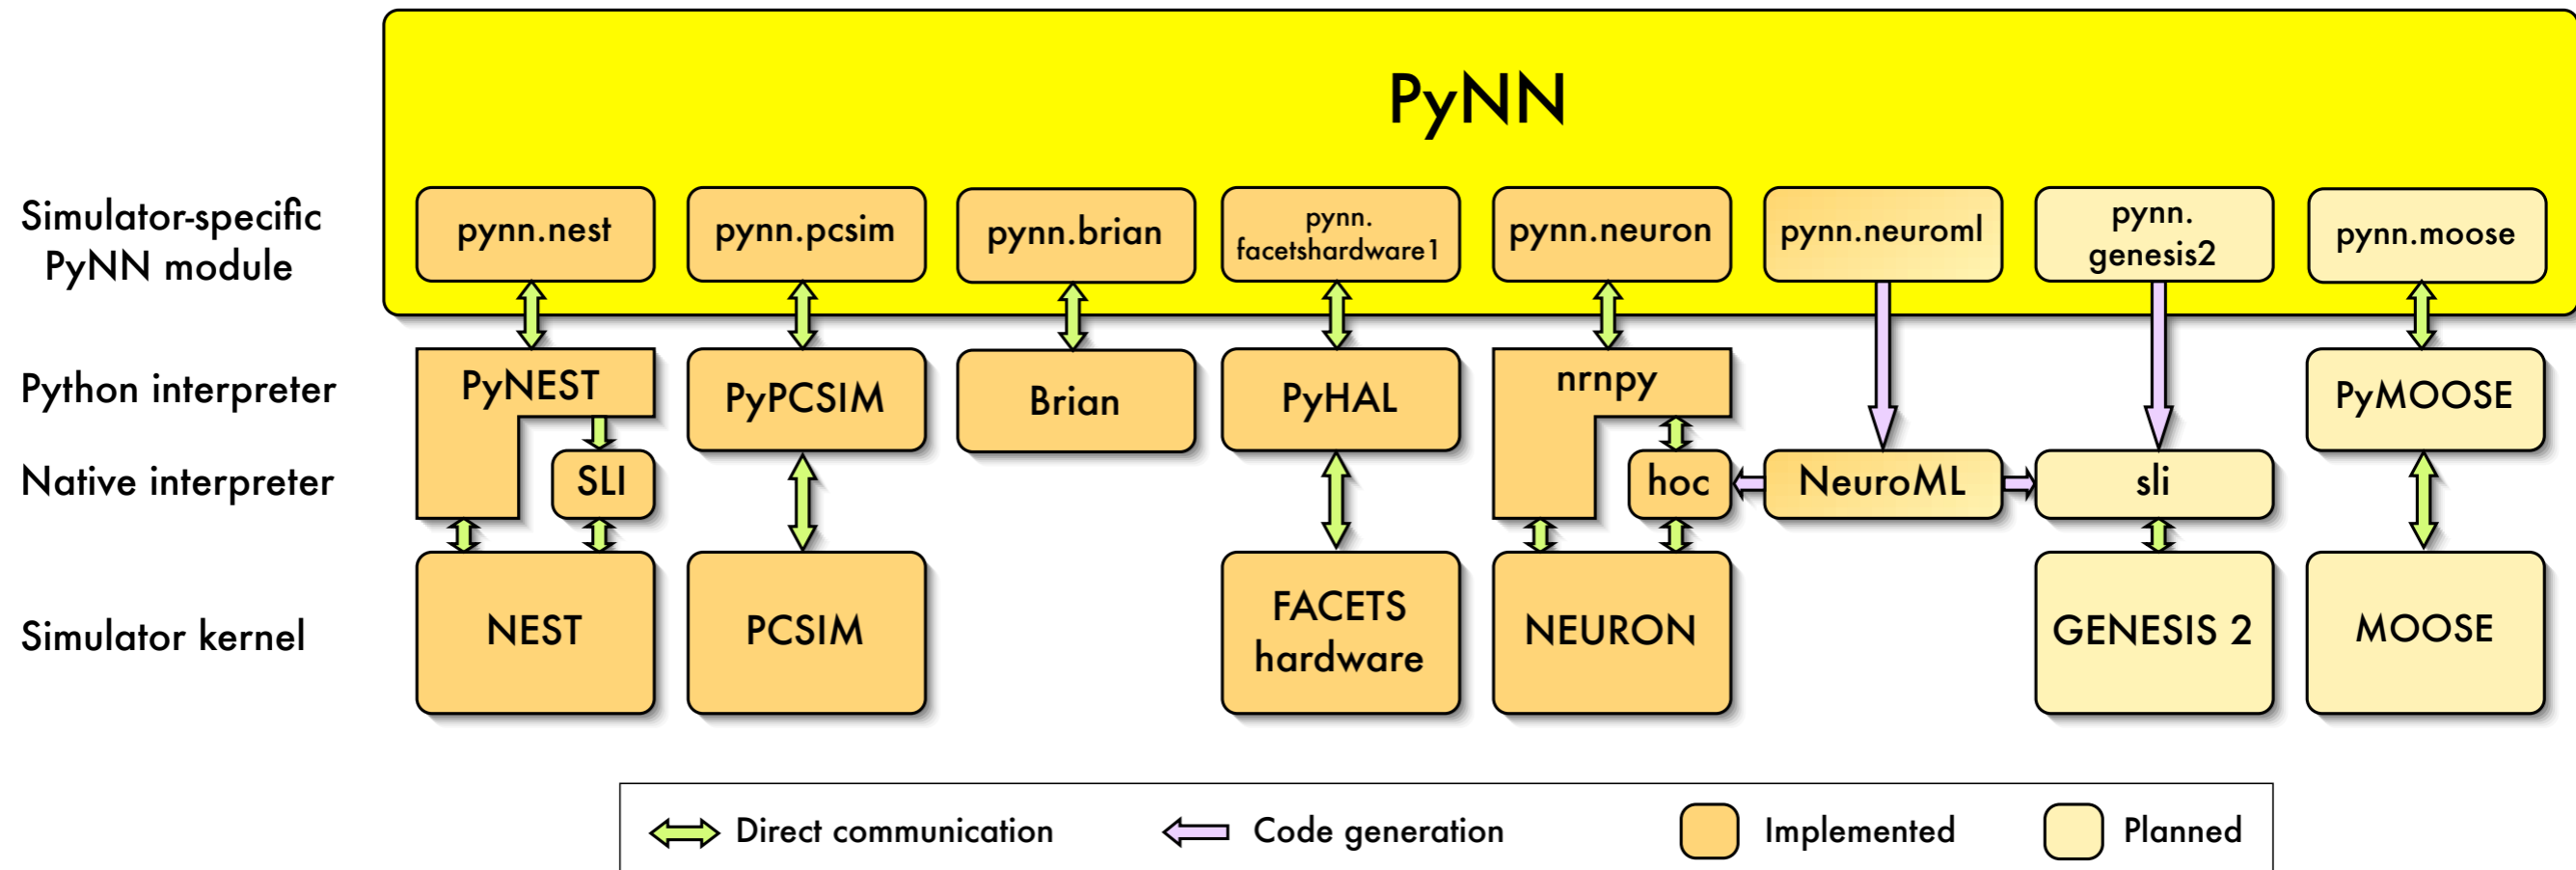 PyNN
Simulator-specific
PyNN module
pynn.nest
pynn.pcsim
pynn.brian
pynn.
facetshardware1
pynn.neuron
pynn.neuroml
pynn.
genesis2
pynn.moose
Python interpreter
PyNEST
PyPCSIM
Brian
PyHAL
nrnpy
PyMOOSE
Native interpreter
SLI
hoc
NeuroML
sli
Simulator kernel
NEST
PCSIM
FACETS
hardware
NEURON
GENESIS 2
MOOSE
Direct communication
Code generation
Implemented
Planned